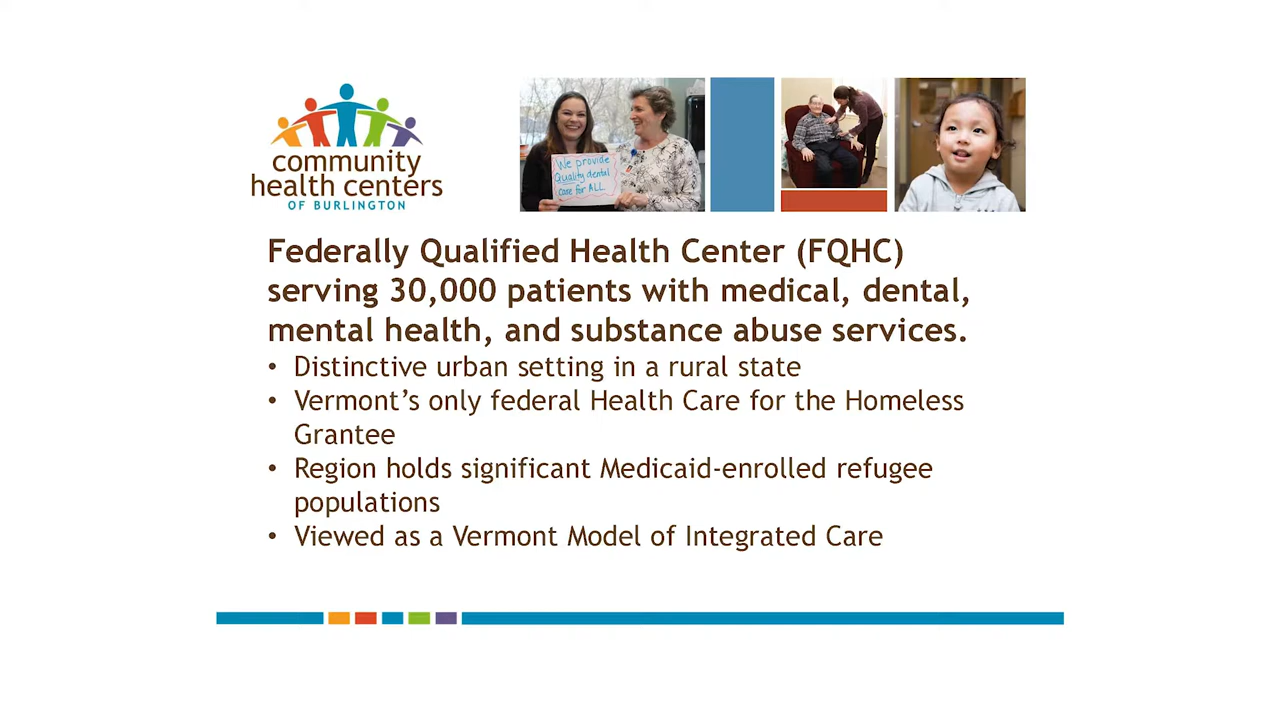 community
health centers
OF BURLINGTON
We provide
Quality dental
care for ALL
Federally Qualified Health Center (FQHC)
serving 30,000 patients with medical, dental,
mental health, and substance abuse services.
• Distinctive urban setting in a rural state
• Vermont’s only federal Health Care for the Homeless
Grantee
• Region holds significant Medicaid-enrolled refugee
populations
• Viewed as a Vermont Model of Integrated Care